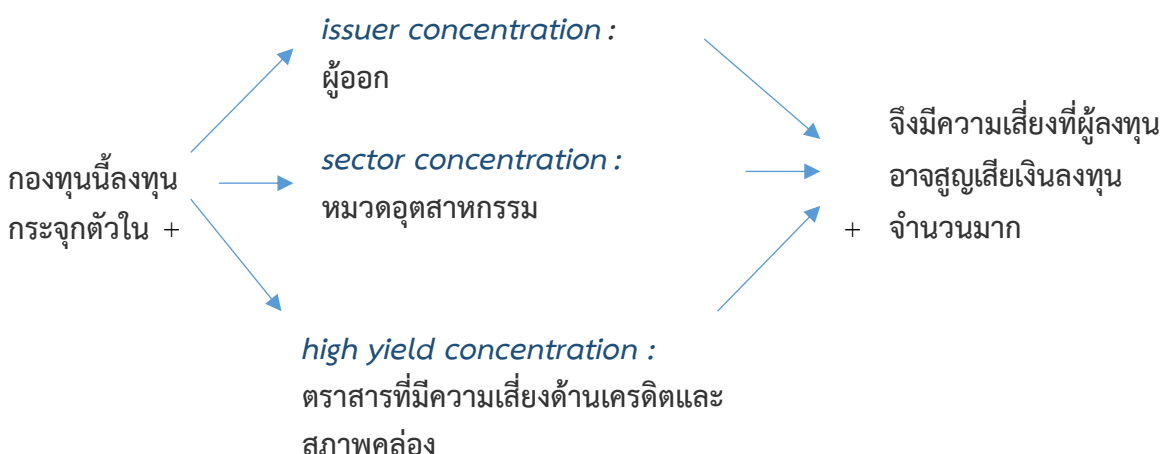 กองทุนนี้ลงทุน
กระจุกตัวใน +
issuer concentration :
ผู้ออก
sector concentration :
หมวดอุตสาหกรรม
high yield concentration :
ตราสารที่มีความเสี่ยงด้านเครดิตและ
สภาพคล่อง
จึงมีความเสี่ยงที่ผู้ลงทุน
อาจสูญเสียเงินลงทุน
+ จำนวนมาก